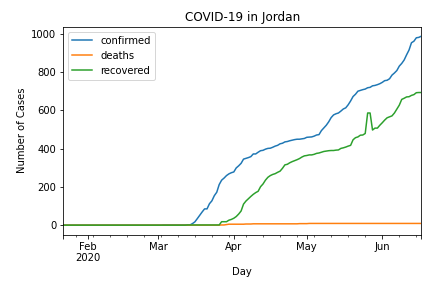 COVID-19 in Jordan
confirmed
deaths
recovered
Number of Cases
1000
800
600
400
200
0
Feb
2020
Mar
Apr
May
Jun
Day